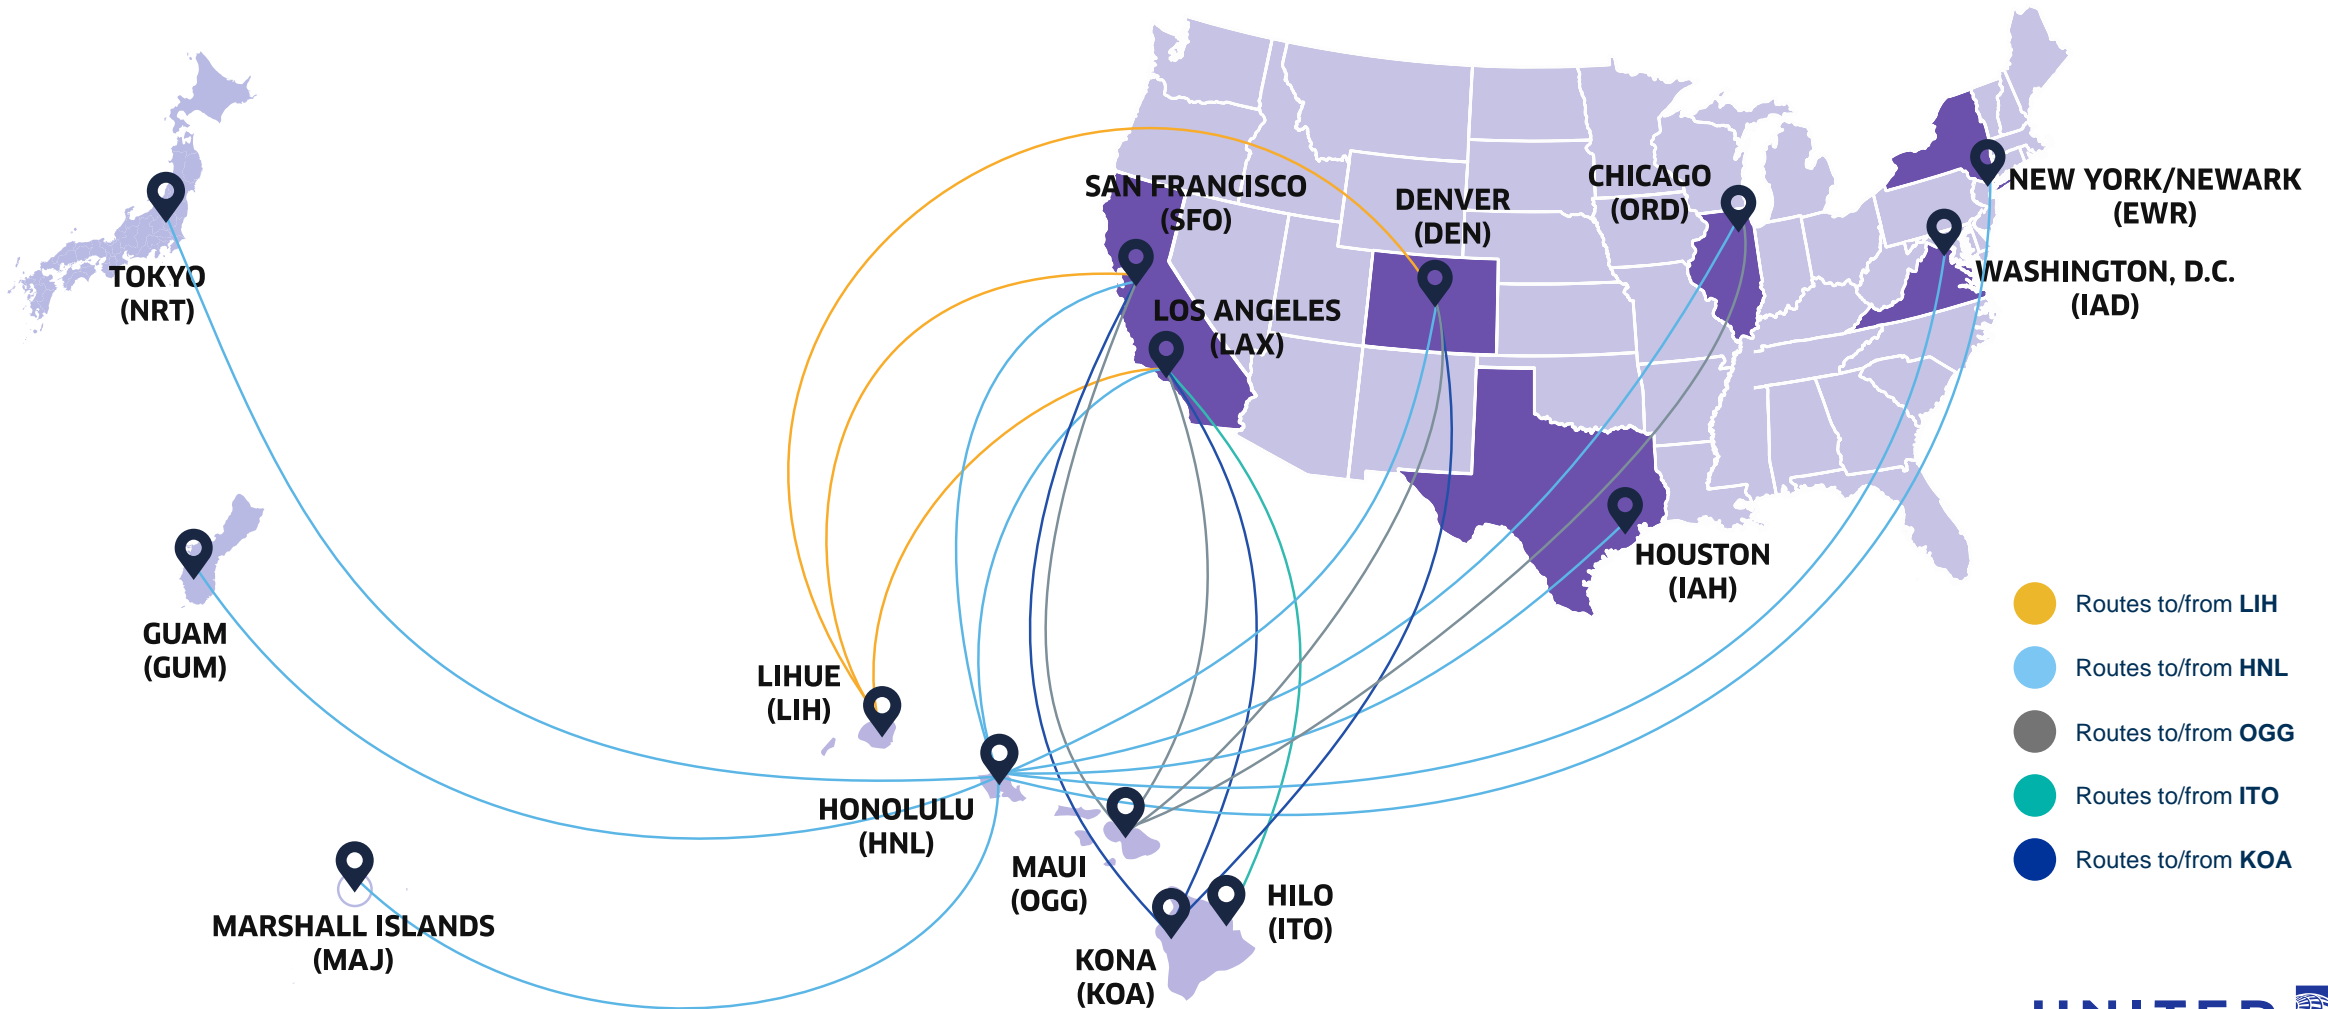 SAN FRANCISCO
(SFO)
DENVER
(DEN)
CHICAGO
(ORD)
NEW YORK/NEWARK
(EWR)
WASHINGTON, D.C.
(IAD)
TOKYO
(NRT)
LOS ANGELES
(LAX)
HOUSTON
(IAH)
GUAM
(GUM)
LIHUE
(LIH)
HONOLULU
(HNL)
MAUI
(OGG)
HILO
(ITO)
MARSHALL ISLANDS
(MAJ)
KONA
(KOA)
Routes to/from LIH
Routes to/from HNL
Routes to/from OGG
Routes to/from ITO
Routes to/from KOA
UNITED